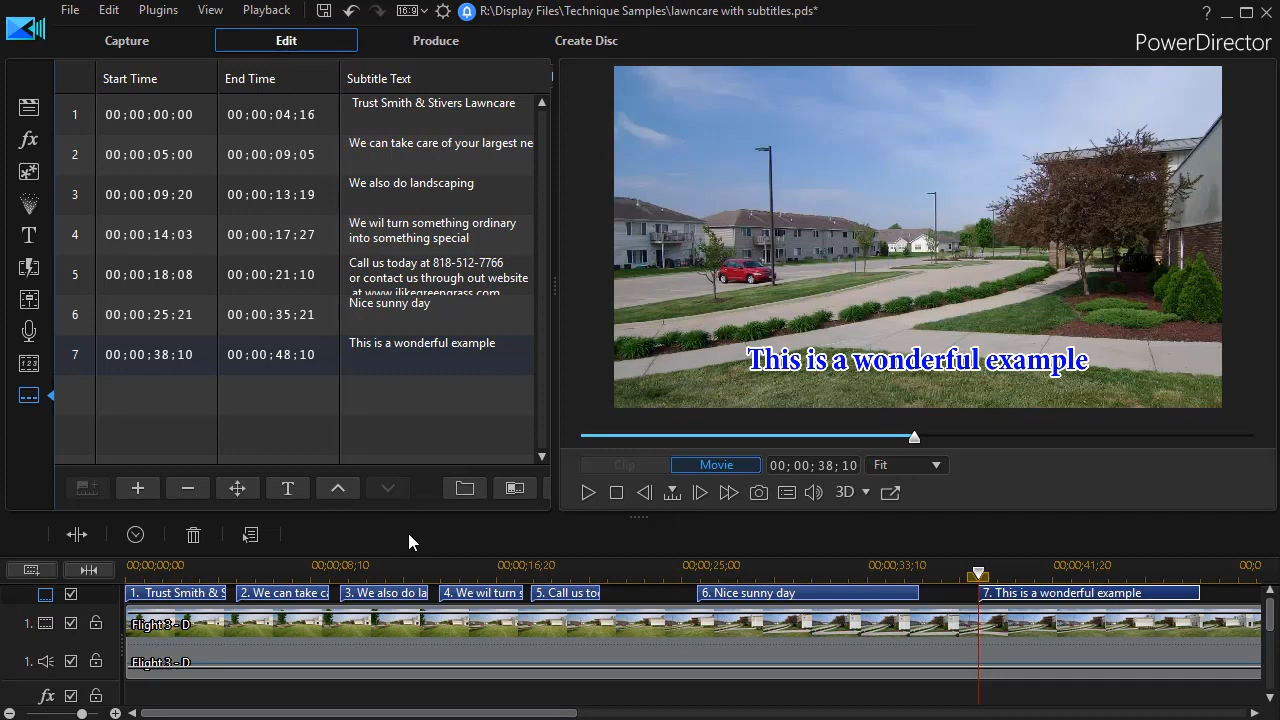 File Edit Plugins View Playback 16:9 R:\Display Files\Technique Samples\lawncare with subtitles.pds*
? PowerDirector
Capture Edit Produce Create Disc
Start Time End Time Subtitle Text
1 00;00;00;00 00;00;04;16 Trust Smith & Stivers Lawncare
2 00;00;05;00 00;00;09;05 We can take care of your largest ne
3 00;00;09;20 00;00;13;19 We also do landscaping
4 00;00;14;03 00;00;17;27 We wil turn something ordinary
into something special
5 00;00;18;08 00;00;21;10 Call us today at 818-512-7766
or contact us through out website
at www.ilikegreengrass.com
6 00;00;25;21 00;00;35;21 Nice sunny day
7 00;00;38;10 00;00;48;10 This is a wonderful example
fx
T
T
This is a wonderful example
Clip Movie 00; 00; 38; 10 Fit
3D
00;00;00;00 00;00;08;10 00;00;16;20 00;00;25;00 00;00;33;10 00;00;41;20 00;0
1. Trust Smith & S 2. We can take c 3. We also do la 4. We wil turn s 5. Call us to 6. Nice sunny day 7. This is a wonderful example
1. Flight 3 - D
1. Flight 3 - D
fx